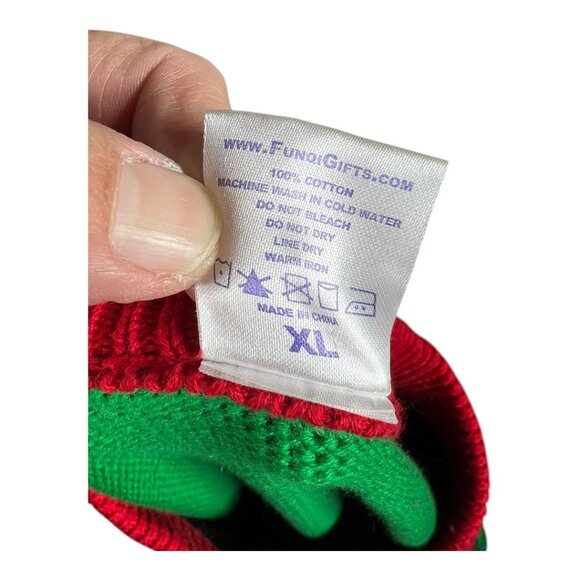 www.FunqiGifts.com
100% COTTON
MACHINE WASH IN COLD WATER
DO NOT BLEACH
DO NOT DRY
LINE DRY
WARM IRON
MADE IN CHINA
XL